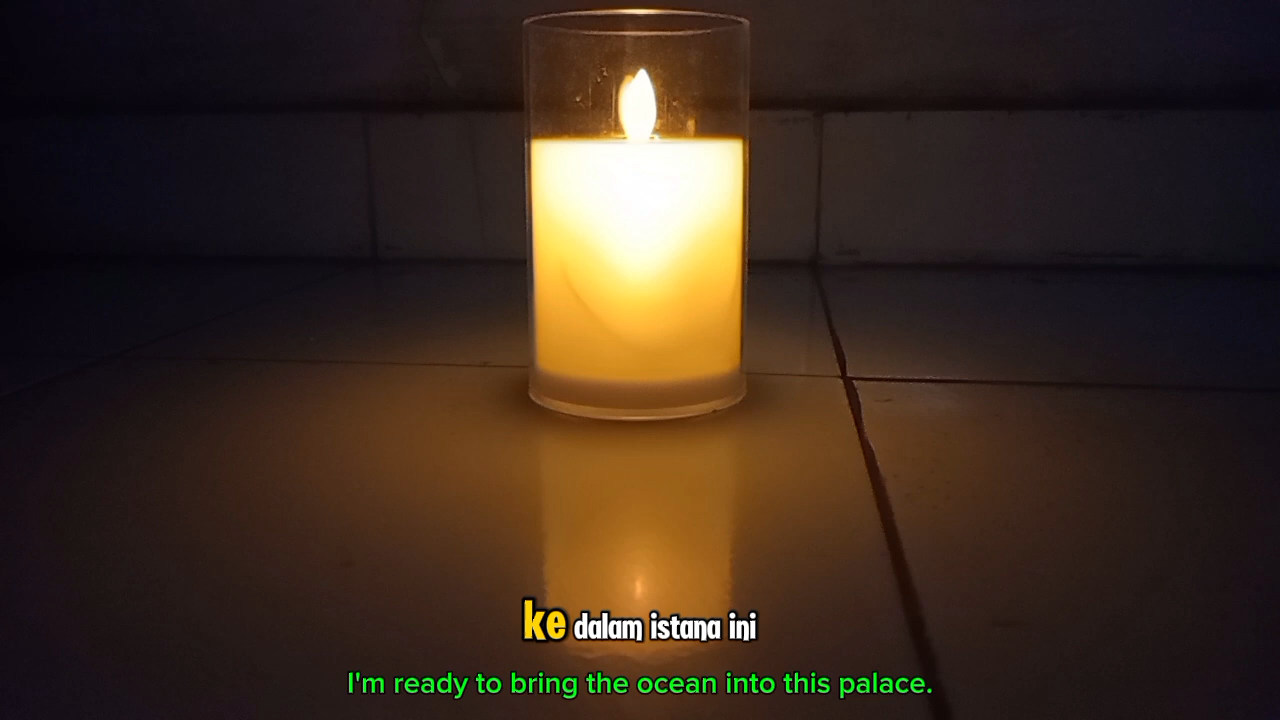 ke dalam istana ini
I'm ready to bring the ocean into this palace.